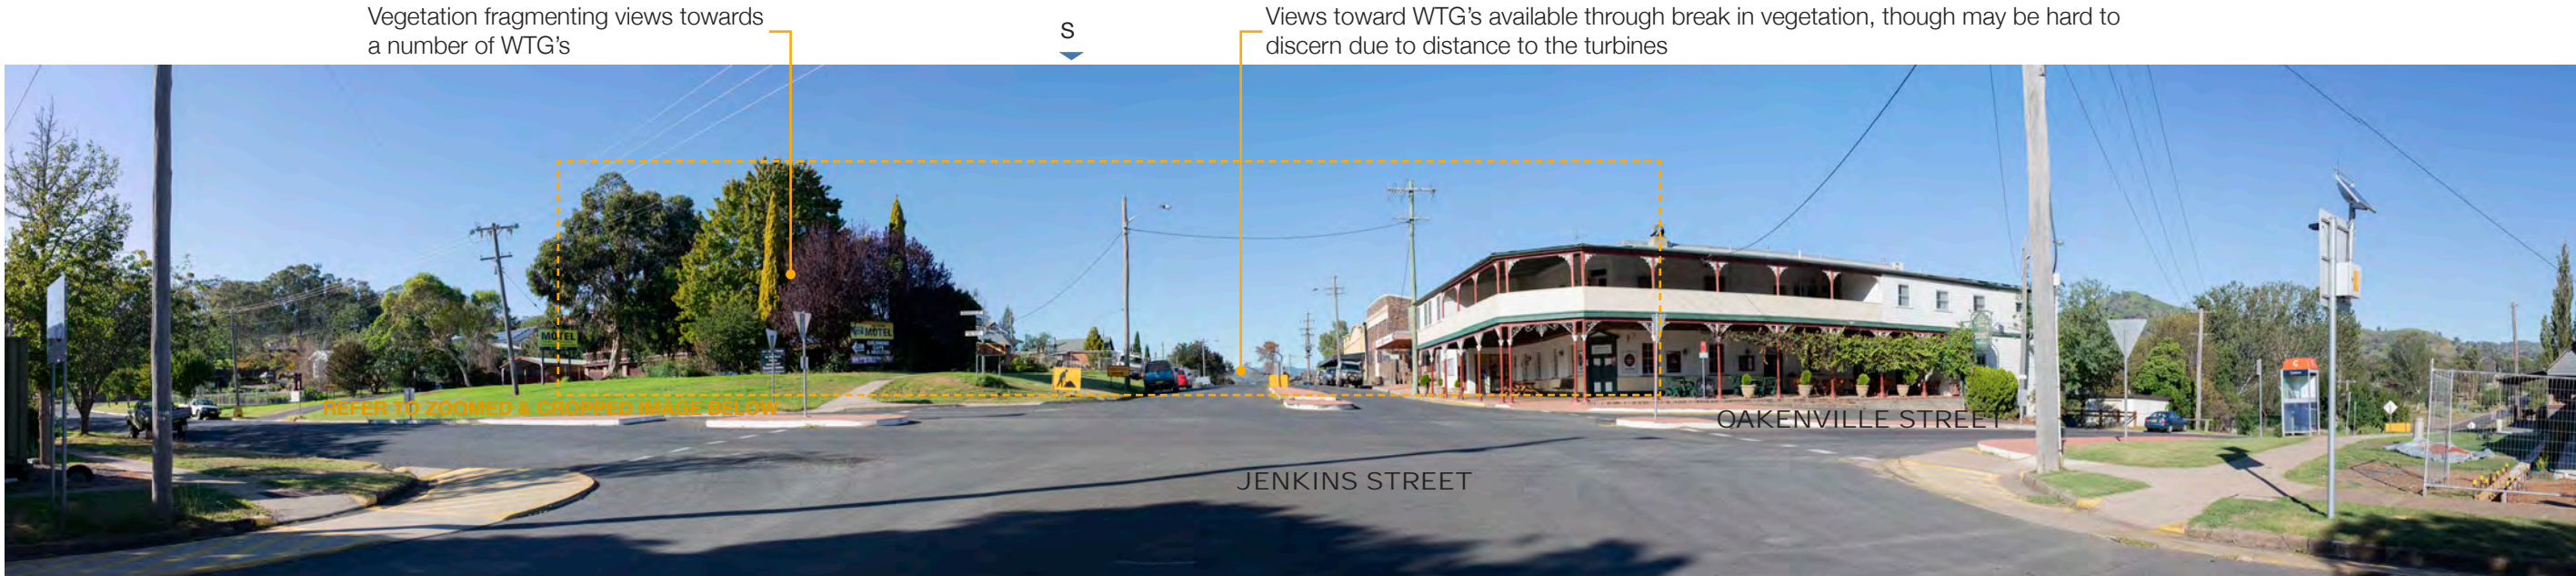 Vegetation fragmenting views towards
a number of WTG's
S
Views toward WTG's available through break in vegetation, though may be hard to
discern due to distance to the turbines
MOTEL
MOTEL
REFER TO ZOOMED & CROPPED IMAGE BELOW
OAKENVILLE STREET
JENKINS STREET